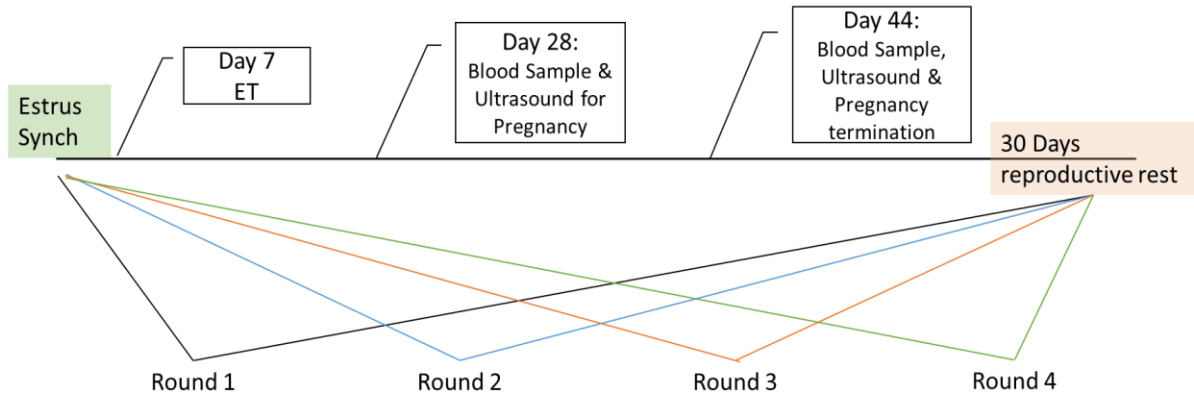 Estrus
Synch
Day 7
ET
Day 28:
Blood Sample &
Ultrasound for
Pregnancy
Day 44:
Blood Sample,
Ultrasound &
Pregnancy
termination
30 Days
reproductive rest
Round 1
Round 2
Round 3
Round 4